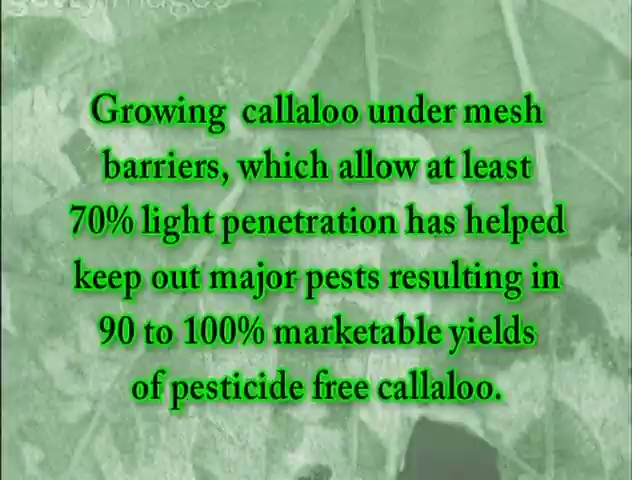 gettyimages
Growing callaloo under mesh
barriers, which allow at least
70% light penetration has helped
keep out major pests resulting in
90 to 100% marketable yields
of pesticide free callaloo.